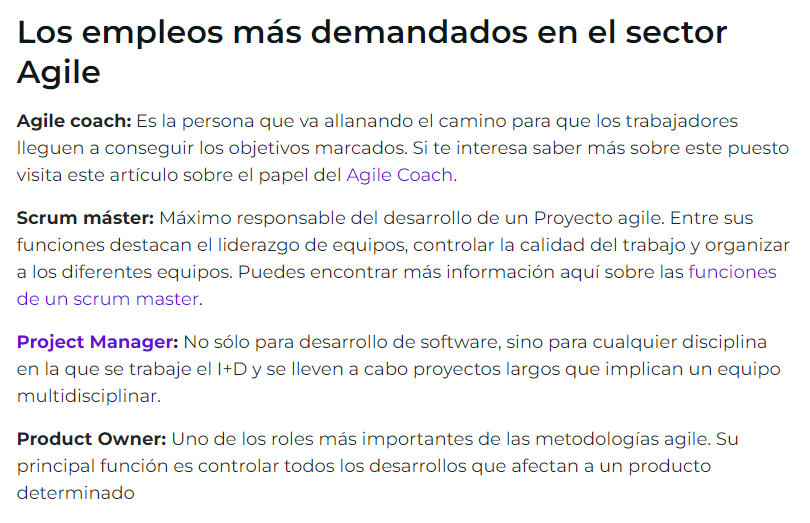 Los empleos más demandados en el sector
Agile
Agile coach: Es la persona que va allanando el camino para que los trabajadores
lleguen a conseguir los objetivos marcados. Si te interesa saber más sobre este puesto
visita este artículo sobre el papel del Agile Coach.
Scrum máster: Máximo responsable del desarrollo de un Proyecto agile. Entre sus
funciones destacan el liderazgo de equipos, controlar la calidad del trabajo y organizar
a los diferentes equipos. Puedes encontrar más información aquí sobre las funciones
de un scrum master.
Project Manager: No sólo para desarrollo de software, sino para cualquier disciplina
en la que se trabaje el I+D y se lleven a cabo proyectos largos que implican un equipo
multidisciplinar.
Product Owner: Uno de los roles más importantes de las metodologías agile. Su
principal función es controlar todos los desarrollos que afectan a un producto
determinado